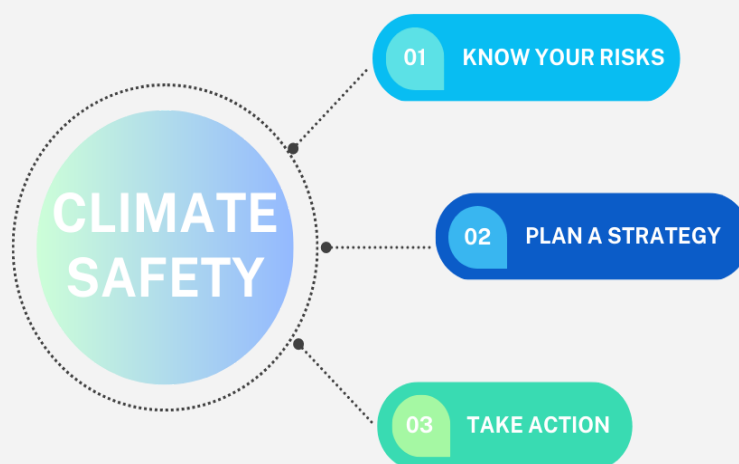 CLIMATE
SAFETY
01 KNOW YOUR RISKS
02 PLAN A STRATEGY
03 TAKE ACTION